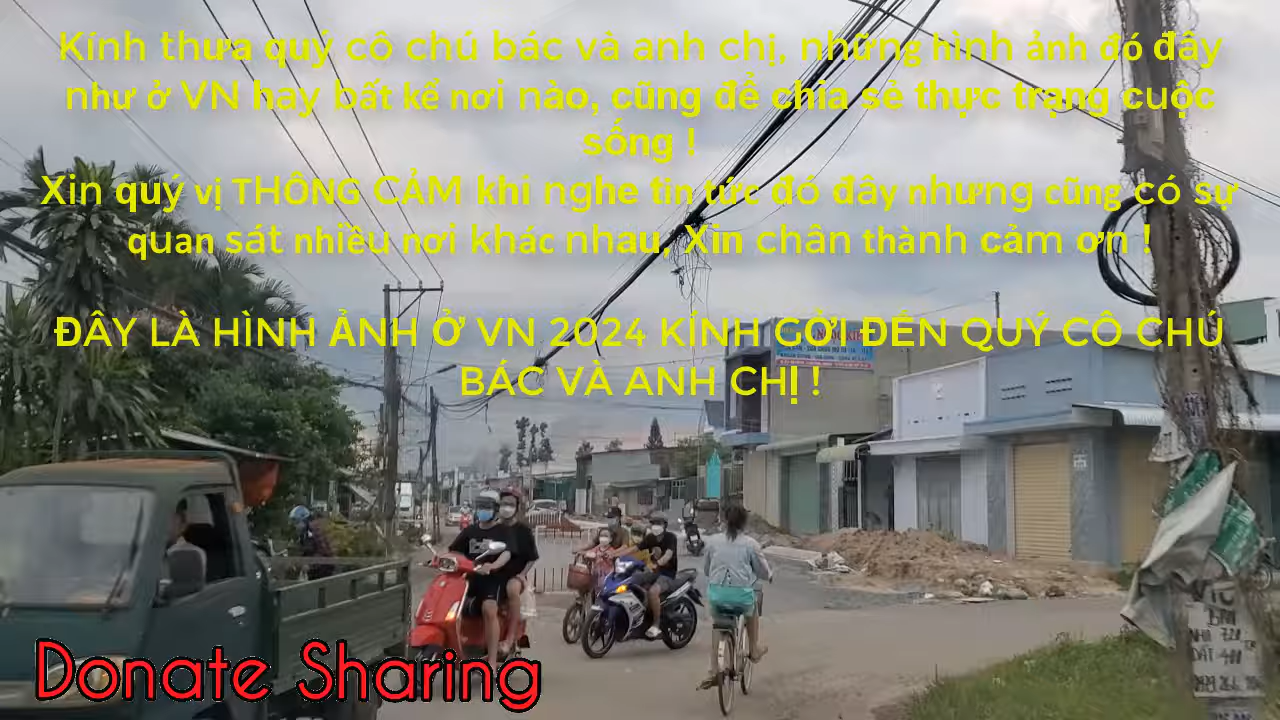 Kính thưa quý cô chú bác và anh chị, những hình ảnh đó đây
như ở VN hay bất kể nơi nào, cũng để chia sẻ thực trạng cuộc
sống !
Xin quý vị THÔNG CẢM khi nghe tin tức đó đây nhưng cũng có sự
quan sát nhiều nơi khác nhau, Xin chân thành cảm ơn !
ĐÂY LÀ HÌNH ẢNH Ở VN 2024 KÍNH GỞI ĐẾN QUÝ CÔ CHÚ
BÁC VÀ ANH CHỊ !
Donate Sharing